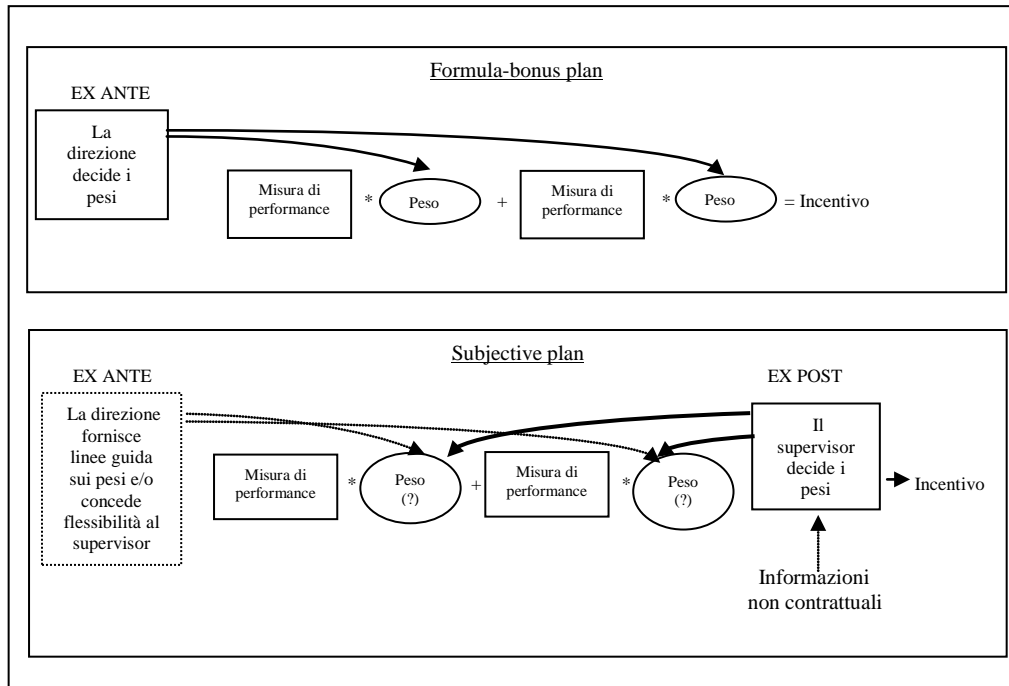 Formula-bonus plan
EX ANTE
La
direzione
decide i
pesi
Misura di
performance
*
Peso
+
Misura di
performance
*
Peso
= Incentivo
Subjective plan
EX ANTE
La direzione
fornisce
linee guida
sui pesi e/o
concede
flessibilità al
supervisor
Misura di
performance
*
Peso
(?)
+
Misura di
performance
*
Peso
(?)
EX POST
Il
supervisor
decide i
pesi
Incentivo
Informazioni
non contrattuali